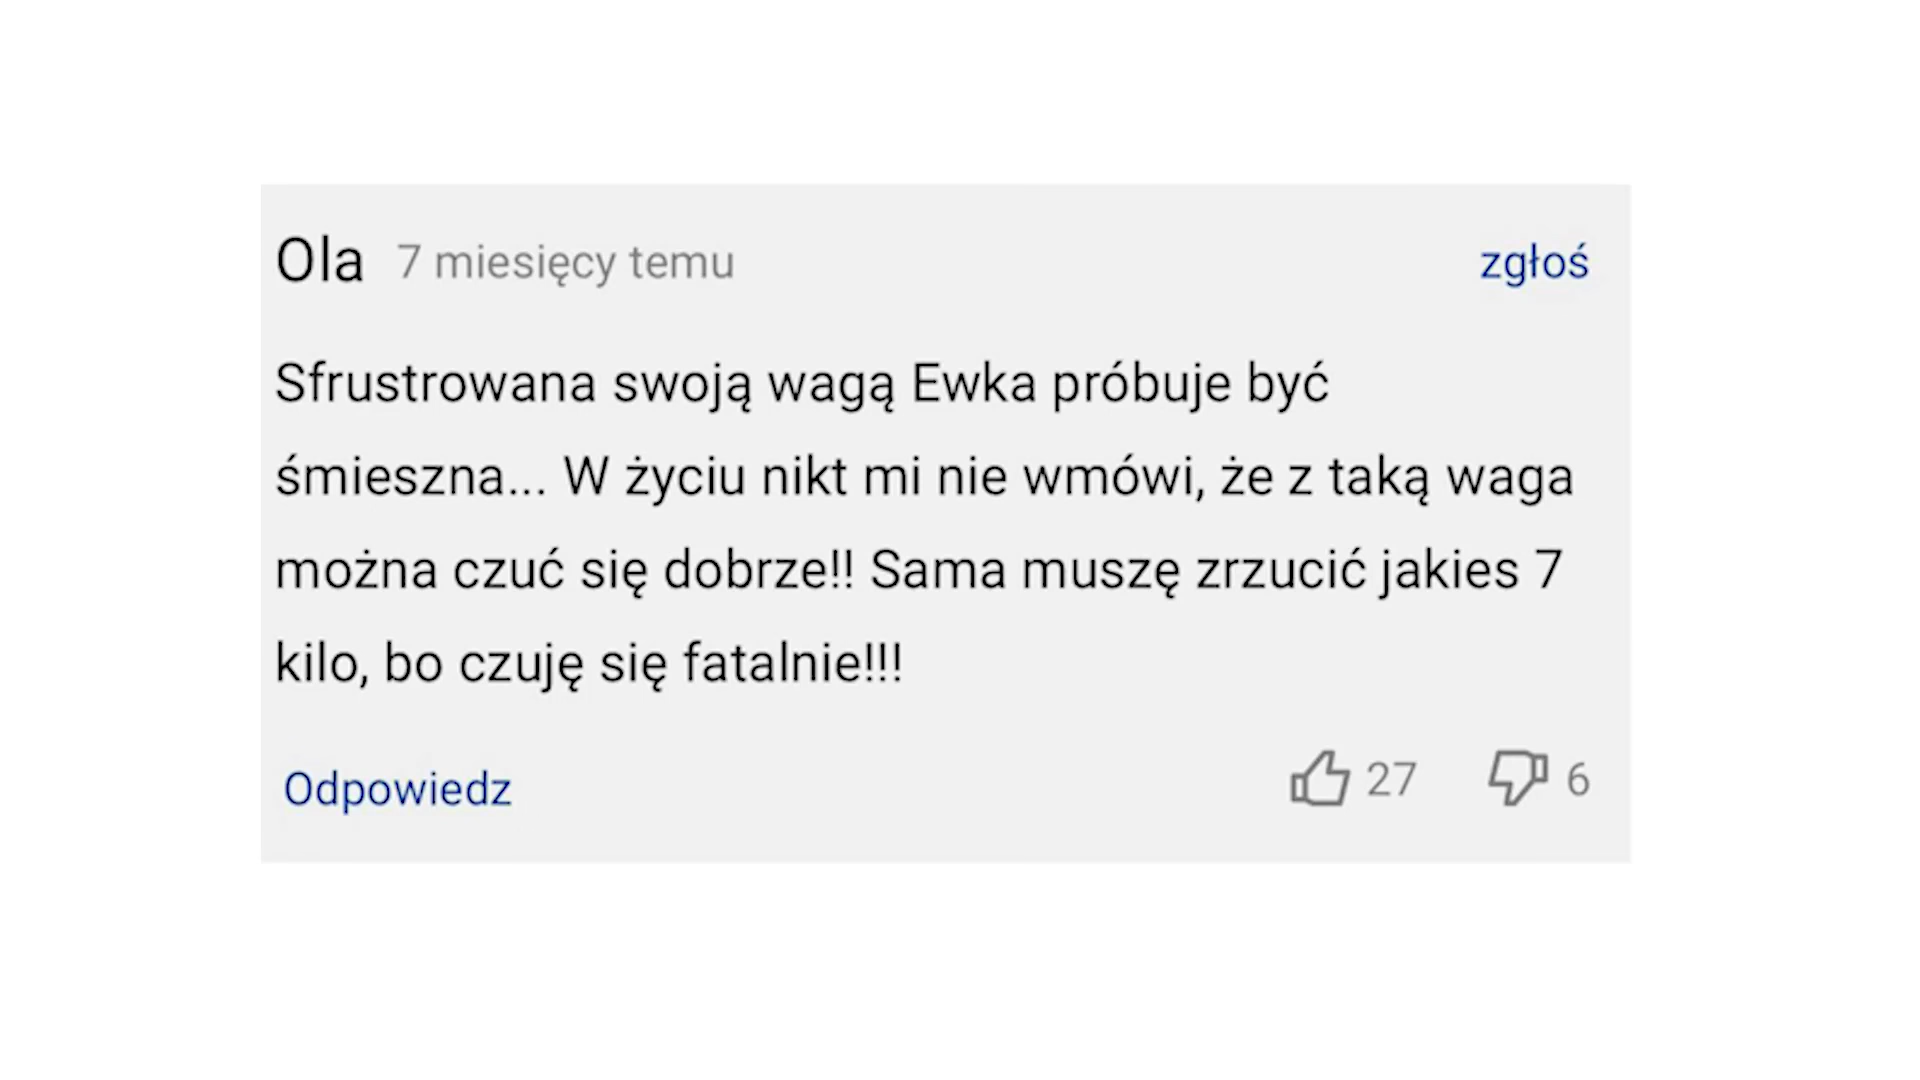 Ola 7 miesięcy temu zgłoś
Sfrustrowana swoją wagą Ewka próbuje być
śmieszna... W życiu nikt mi nie wmówi, że z taką waga
można czuć się dobrze!! Sama muszę zrzucić jakies 7
kilo, bo czuję się fatalnie!!!
Odpowiedz 27 6